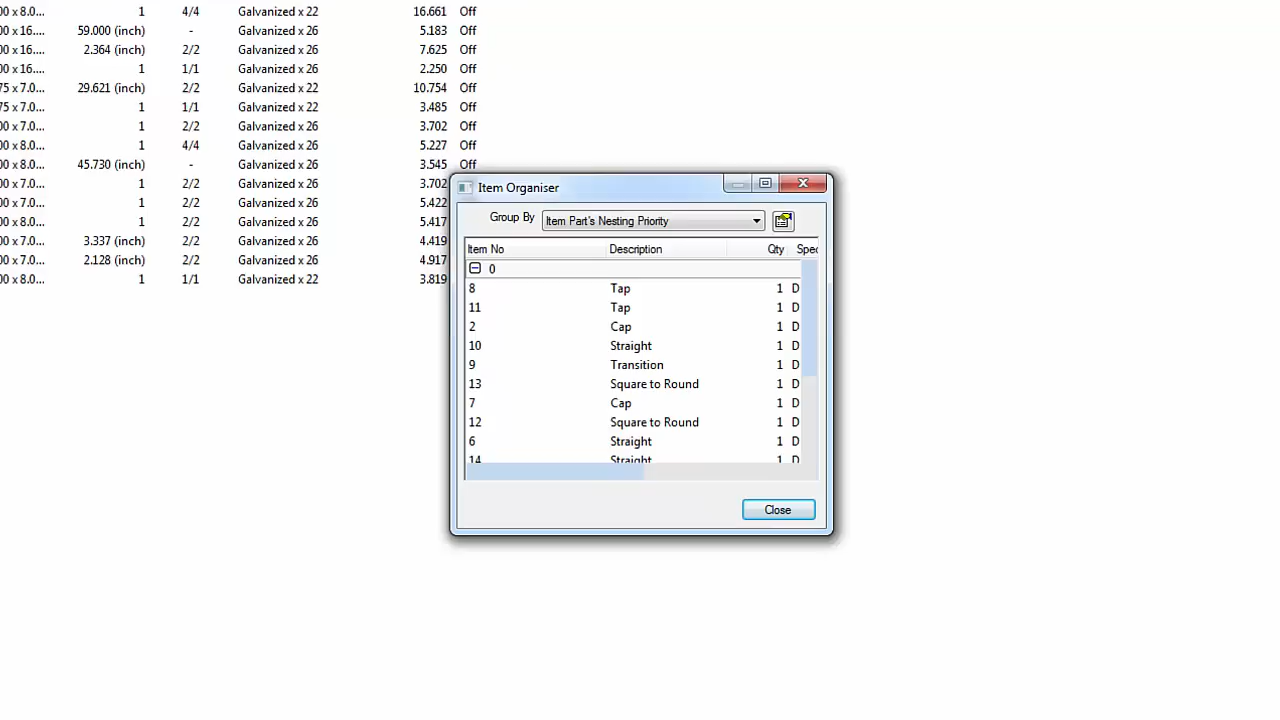 00 x 8.0... 1 4/4 Galvanized x 22 16.661 Off
00 x 16.... 59.000 (inch) - Galvanized x 26 5.183 Off
00 x 16.... 2.364 (inch) 2/2 Galvanized x 26 7.625 Off
00 x 16.... 1 1/1 Galvanized x 26 2.250 Off
75 x 7.0... 29.621 (inch) 2/2 Galvanized x 22 10.754 Off
75 x 7.0... 1 1/1 Galvanized x 22 3.485 Off
00 x 7.0... 1 2/2 Galvanized x 26 3.702 Off
00 x 8.0... 1 4/4 Galvanized x 26 5.227 Off
00 x 8.0... 45.730 (inch) - Galvanized x 26 3.545 Off
00 x 7.0... 1 2/2 Galvanized x 26 3.702
00 x 7.0... 1 2/2 Galvanized x 26 5.422
00 x 8.0... 1 2/2 Galvanized x 26 5.417
00 x 7.0... 3.337 (inch) 2/2 Galvanized x 26 4.419
00 x 7.0... 2.128 (inch) 2/2 Galvanized x 26 4.917
00 x 8.0... 1 1/1 Galvanized x 22 3.819
Item Organiser
Group By Item Part's Nesting Priority
Item No Description Qty Spec
0
8 Tap 1 D
11 Tap 1 D
2 Cap 1 D
10 Straight 1 D
9 Transition 1 D
13 Square to Round 1 D
7 Cap 1 D
12 Square to Round 1 D
6 Straight 1 D
14 Straight 1 D
Close